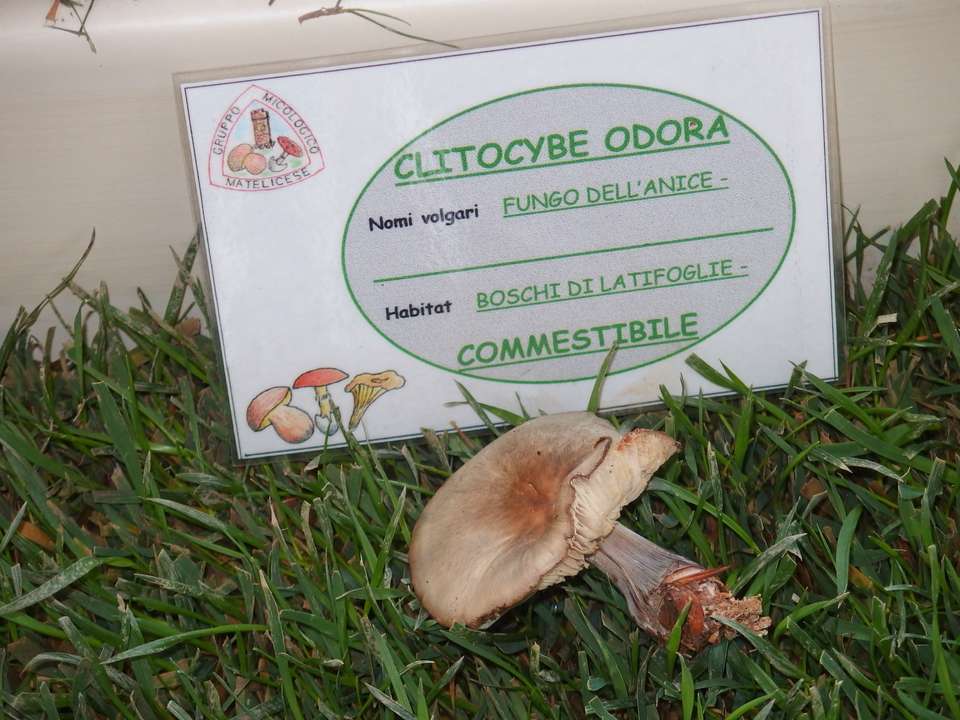 GRUPPO MICOLOGICO
MATELICESE
CLITOCYBE ODORA
Nomi volgari FUNGO DELL'ANICE -
Habitat BOSCHI DI LATIFOGLIE -
COMMESTIBILE